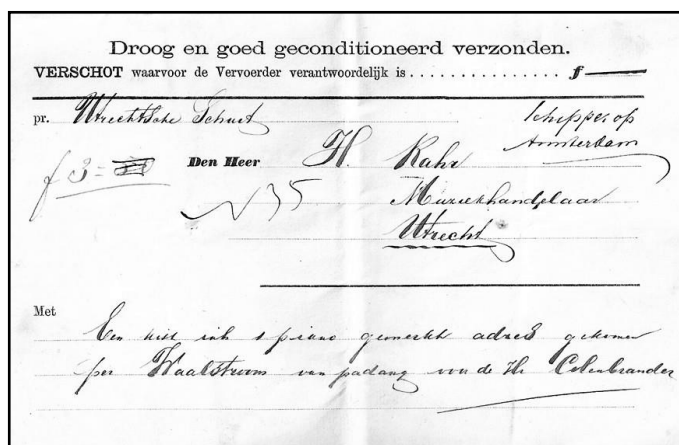 Droog en goed geconditioneerd verzonden.
VERSCHOT waarvoor de Vervoerder verantwoordelijk is . . . . . . . . . . . . . . . . f
pr. Utrechtsche Schuit
Schipper op
Amsterdam
f 3 =
Den Heer H. Rahr
N 35
Muziekhandelaar
Utrecht
Met
Een kist inh 1 piano gemerkt adres gekomen
per Waalstroom van padang van de Hr Colenbrander